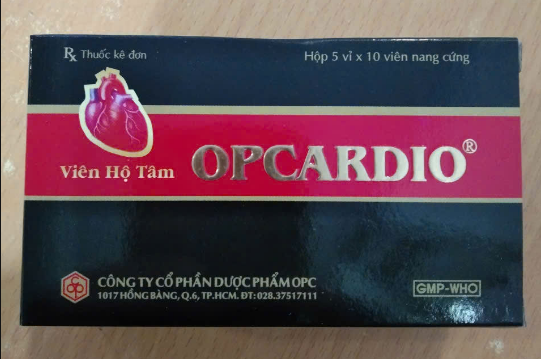 Rx Thuốc kê đơn
Hộp 5 vỉ x 10 viên nang cứng
Viên Hộ Tâm
OPCARDIO®
OPC
CÔNG TY CỔ PHẦN DƯỢC PHẨM OPC
1017 HỒNG BÀNG, Q.6, TP.HCM. ĐT: 028.37517111
GMP-WHO